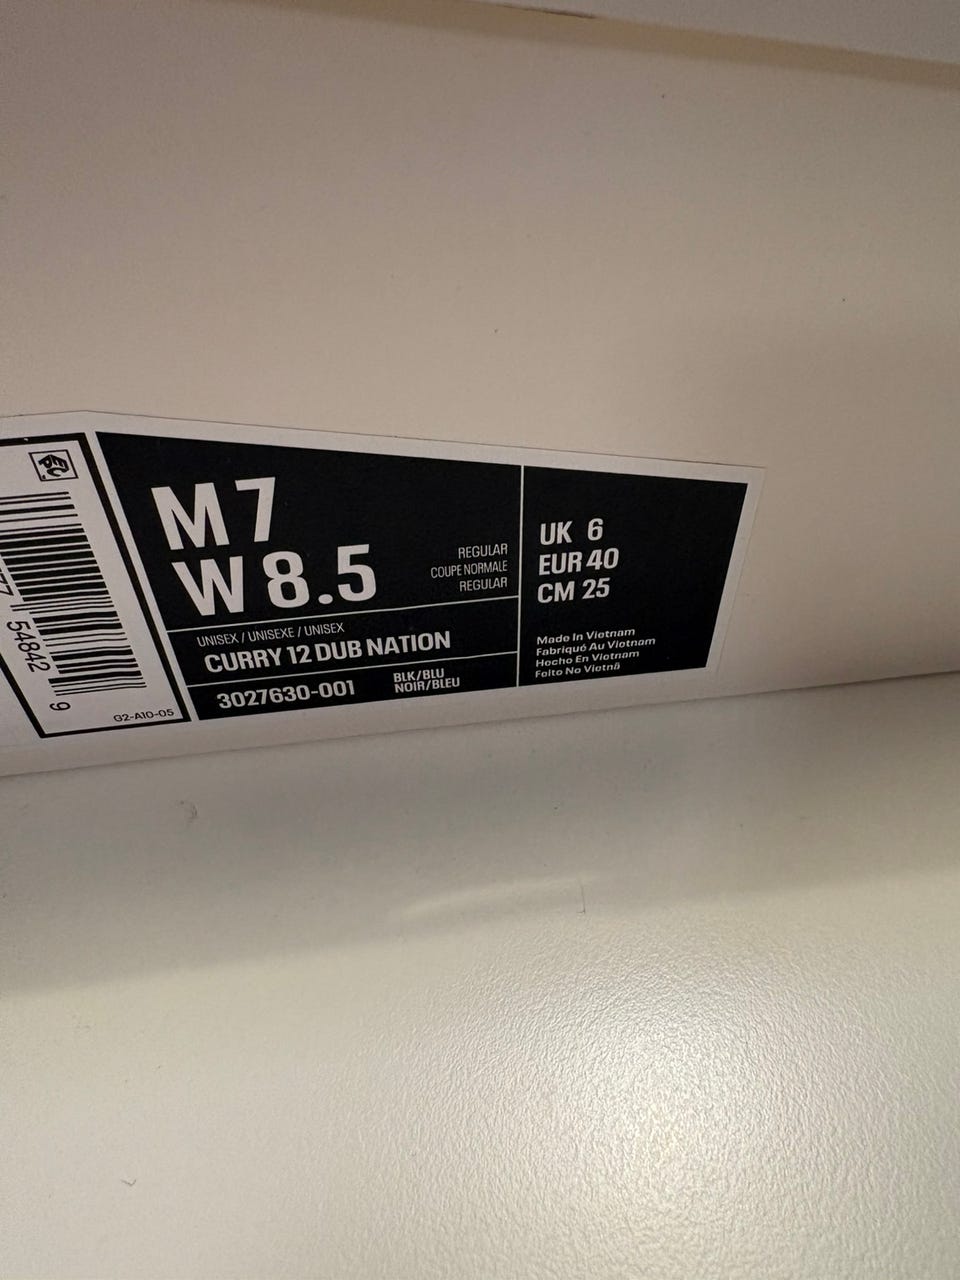 M 7
W 8.5
REGULAR
COUPE NORMALE
REGULAR
UNISEX / UNISEXE / UNISEX
CURRY 12 DUB NATION
3027630-001
BLK/BLU
NOIR/BLEU
UK 6
EUR 40
CM 25
Made In Vietnam
Fabriqué Au Vietnam
Hecho En Vietnam
Feito No Vietnã
54842
9
G2-A10-05